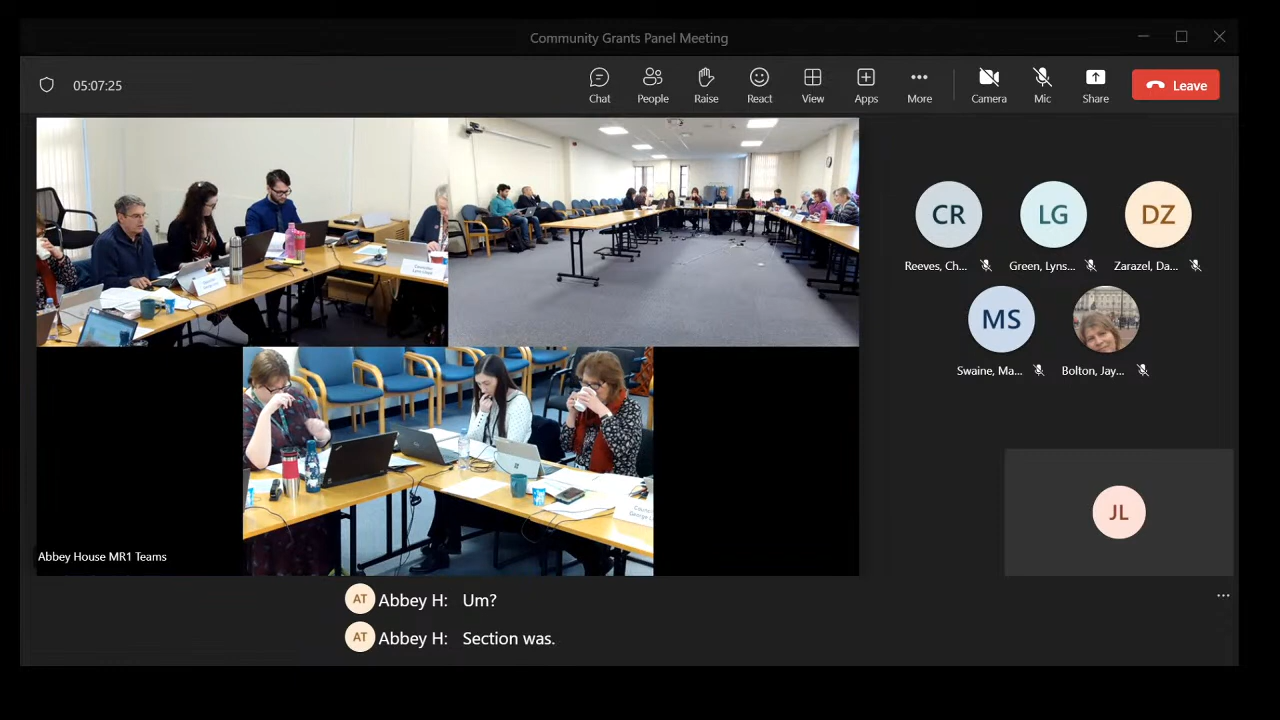 Community Grants Panel Meeting
05:07:25
Chat People Raise React View Apps More Camera Mic Share Leave
CR LG DZ
Reeves, Ch... Green, Lyns... Zarazel, Da...
MS
Swaine, Ma... Bolton, Jay...
JL
Abbey House MR1 Teams
AT Abbey H: Um?
AT Abbey H: Section was.